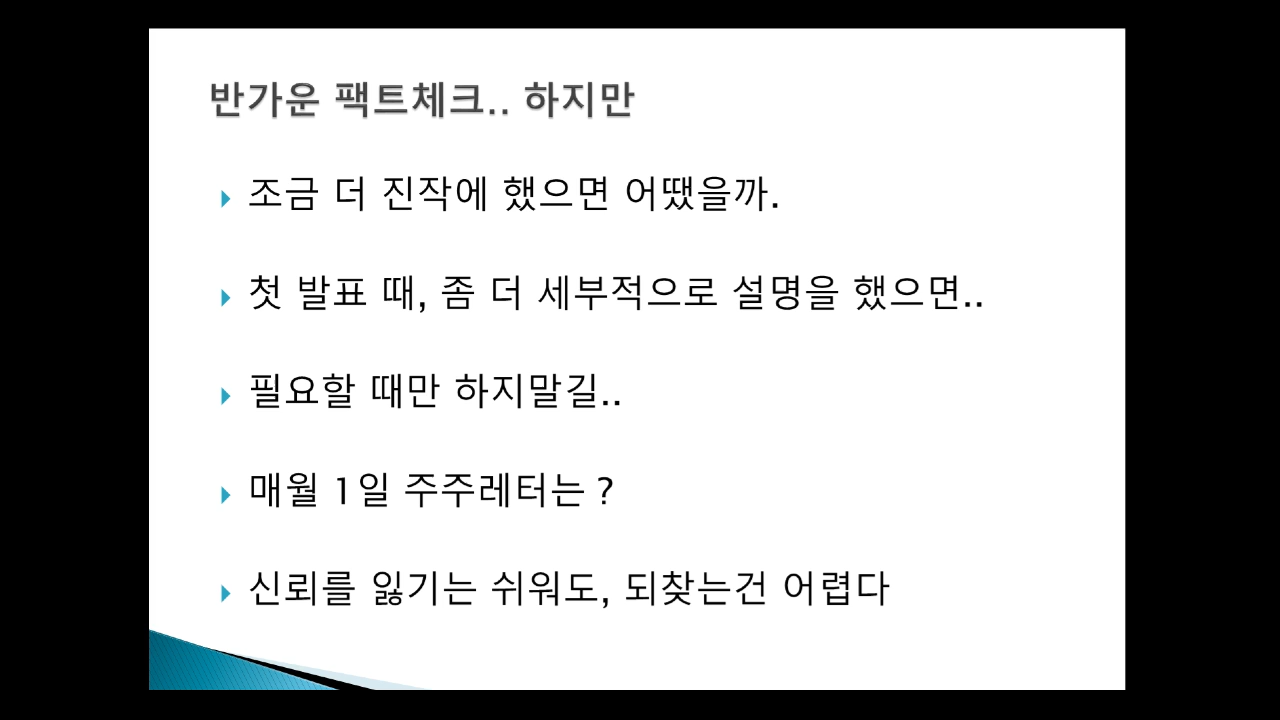 반가운 팩트체크.. 하지만
조금 더 진작에 했으면 어땠을까.
첫 발표 때, 좀 더 세부적으로 설명을 했으면..
필요할 때만 하지말길..
매월 1일 주주레터는 ?
신뢰를 잃기는 쉬워도, 되찾는건 어렵다